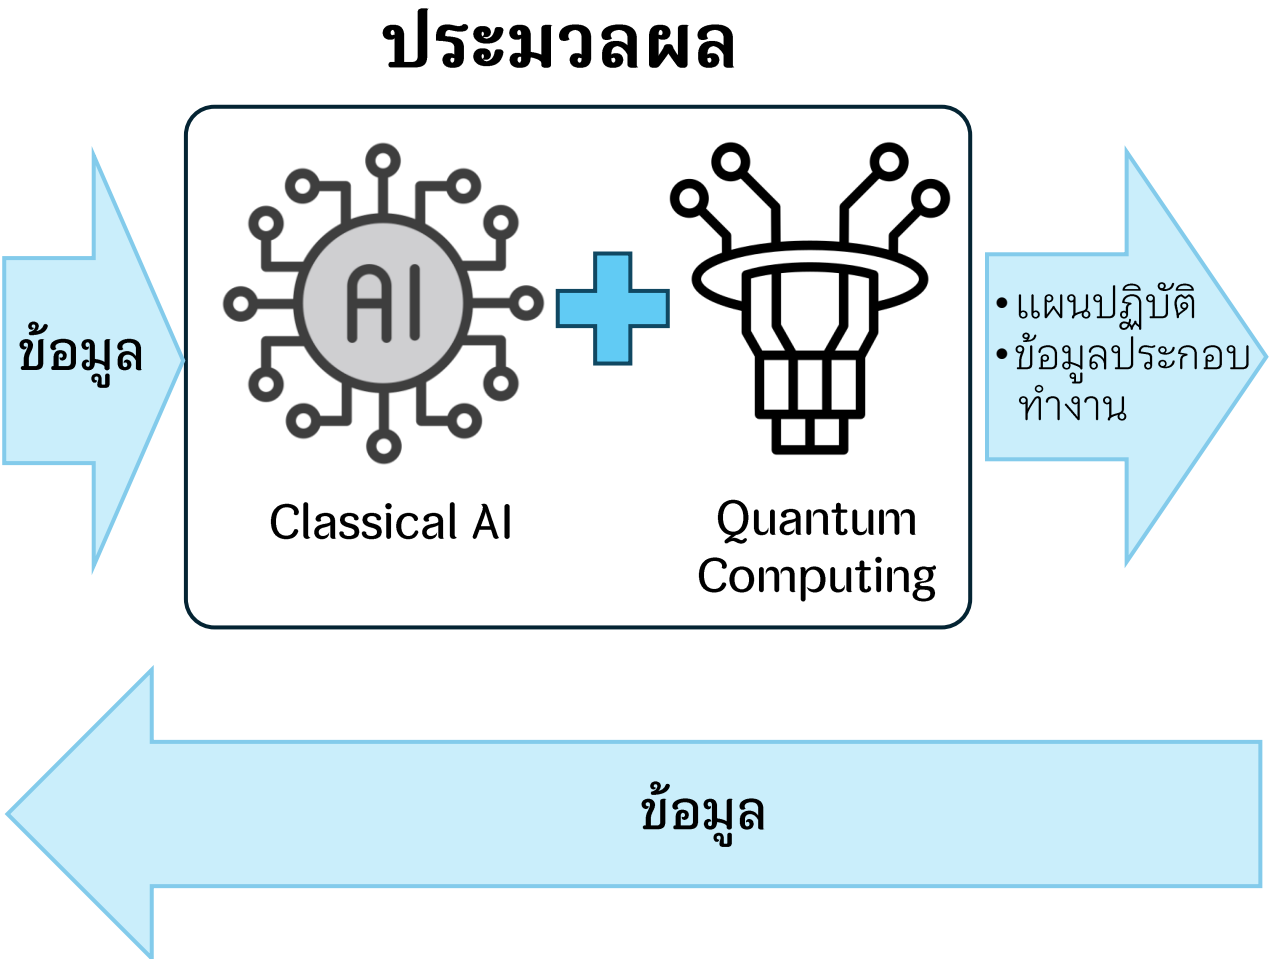 ประมวลผล
ข้อมูล
AI
Classical AI
Quantum
Computing
•แผนปฏิบัติ
•ข้อมูลประกอบ
ทำงาน
ข้อมูล